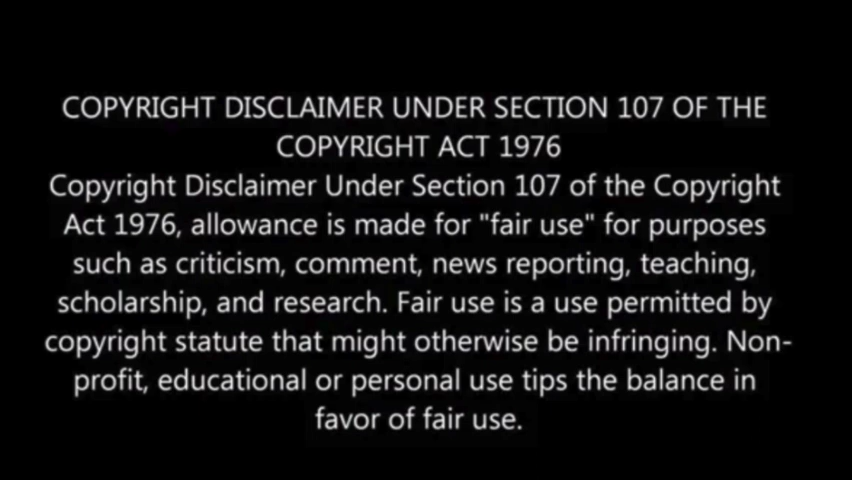 COPYRIGHT DISCLAIMER UNDER SECTION 107 OF THE
COPYRIGHT ACT 1976
Copyright Disclaimer Under Section 107 of the Copyright
Act 1976, allowance is made for "fair use" for purposes
such as criticism, comment, news reporting, teaching,
scholarship, and research. Fair use is a use permitted by
copyright statute that might otherwise be infringing. Non-
profit, educational or personal use tips the balance in
favor of fair use.